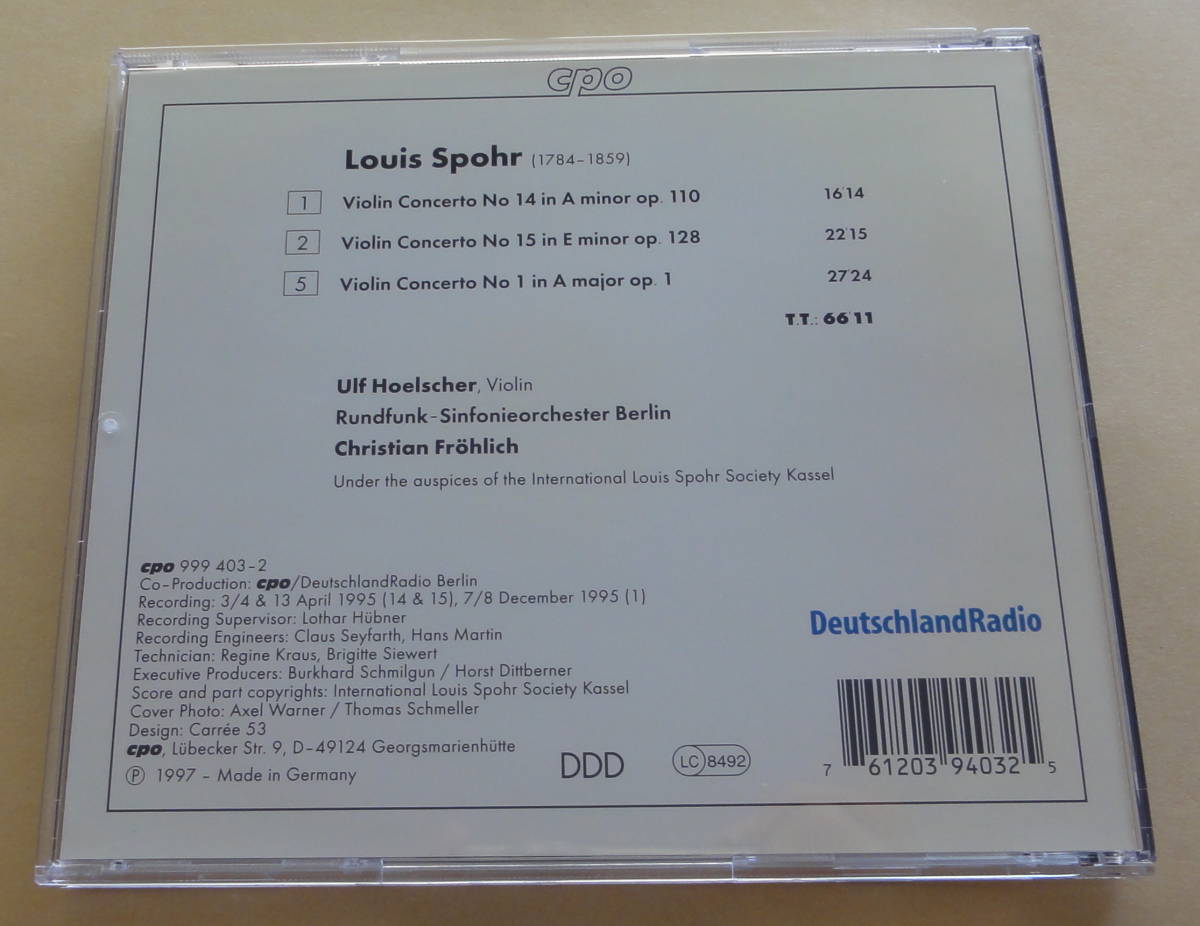 cpo
Louis Spohr (1784-1859)
1 Violin Concerto No 14 in A minor op. 110 16'14
2 Violin Concerto No 15 in E minor op. 128 22'15
5 Violin Concerto No 1 in A major op. 1 27'24
T.T.: 66'11
Ulf Hoelscher, Violin
Rundfunk-Sinfonieorchester Berlin
Christian Fröhlich
Under the auspices of the International Louis Spohr Society Kassel
cpo 999 403-2
Co-Production: cpo/DeutschlandRadio Berlin
Recording: 3/4 & 13 April 1995 (14 & 15), 7/8 December 1995 (1)
Recording Supervisor: Lothar Hübner
Recording Engineers: Claus Seyfarth, Hans Martin
Technician: Regine Kraus, Brigitte Siewert
Executive Producers: Burkhard Schmilgun / Horst Dittberner
Score and part copyrights: International Louis Spohr Society Kassel
Cover Photo: Axel Warner / Thomas Schmeller
Design: Carrée 53
cpo, Lübecker Str. 9, D-49124 Georgsmarienhütte
℗ 1997 - Made in Germany
DDD
LC 8492
DeutschlandRadio
7 61203 94032 5